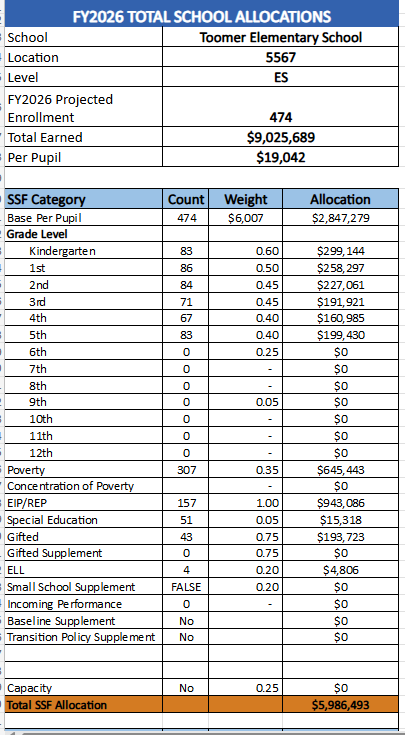 FY2026 TOTAL SCHOOL ALLOCATIONS
School Toomer Elementary School
Location 5567
Level ES
FY2026 Projected
Enrollment 474
Total Earned $9,025,689
Per Pupil $19,042
SSF Category Count Weight Allocation
Base Per Pupil 474 $6,007 $2,847,279
Grade Level
Kindergarten 83 0.60 $299,144
1st 86 0.50 $258,297
2nd 84 0.45 $227,061
3rd 71 0.45 $191,921
4th 67 0.40 $160,985
5th 83 0.40 $199,430
6th 0 0.25 $0
7th 0 - $0
8th 0 - $0
9th 0 0.05 $0
10th 0 - $0
11th 0 - $0
12th 0 - $0
Poverty 307 0.35 $645,443
Concentration of Poverty - $0
EIP/REP 157 1.00 $943,086
Special Education 51 0.05 $15,318
Gifted 43 0.75 $193,723
Gifted Supplement 0 0.75 $0
ELL 4 0.20 $4,806
Small School Supplement FALSE 0.20 $0
Incoming Performance 0 - $0
Baseline Supplement No $0
Transition Policy Supplement No $0
Capacity No 0.25 $0
Total SSF Allocation $5,986,493